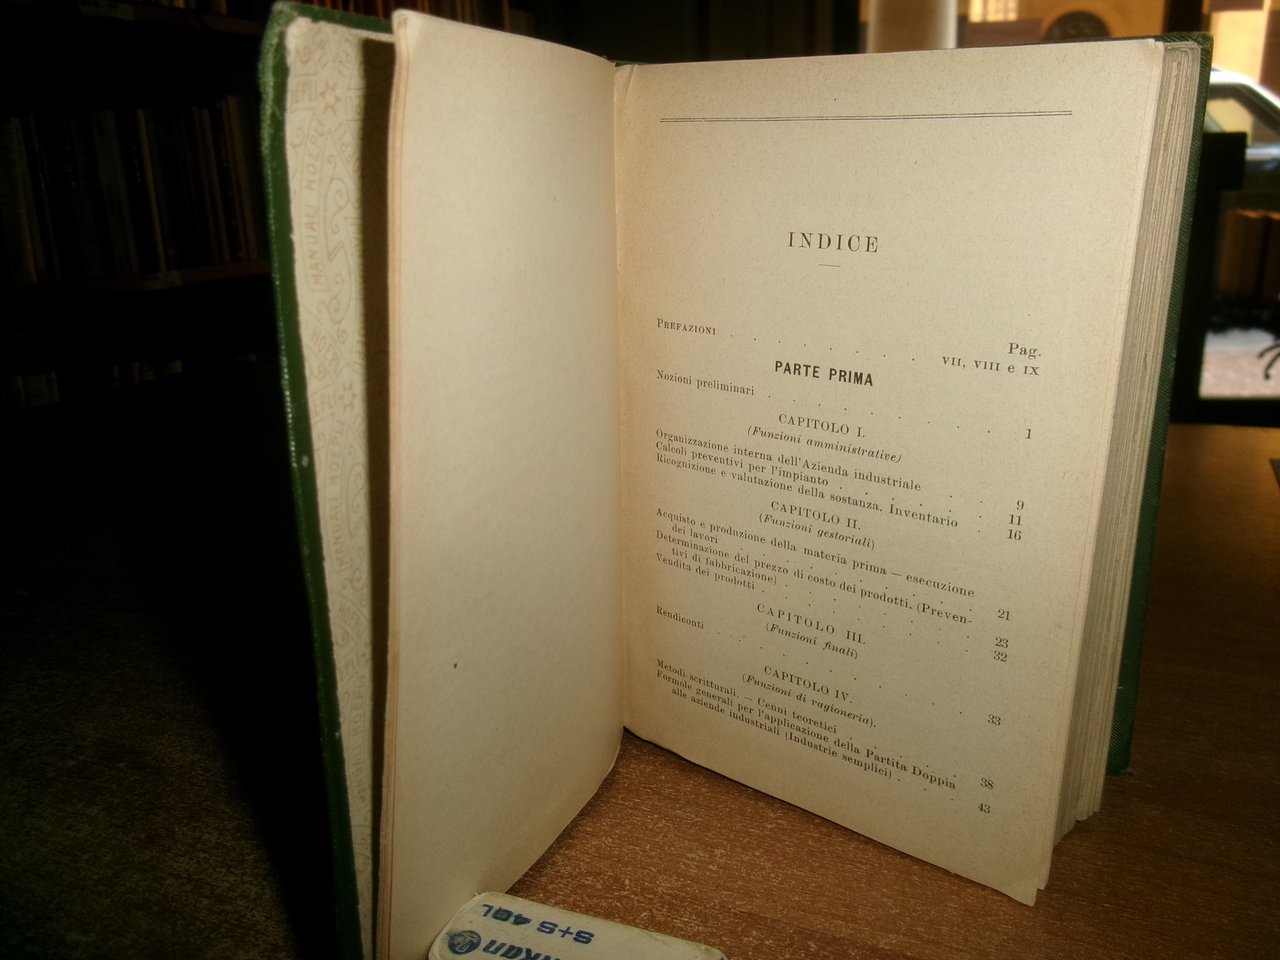 INDICE
Pag.
PREFAZIONI . . . . . . . . VII, VIII e IX
PARTE PRIMA
Nozioni preliminari . . . . . . . . . 1
CAPITOLO I.
(Funzioni amministrative)
Organizzazione interna dell'Azienda industriale . . . 9
Calcoli preventivi per l'impianto . . . . . . . 11
Ricognizione e valutazione della sostanza. Inventario . 16
CAPITOLO II.
(Funzioni gestoriali)
Acquisto e produzione della materia prima — esecuzione
dei lavori . . . . . . . . . . 21
Determinazione del prezzo di costo dei prodotti. (Preven-
tivi di fabbricazione) . . . . . . . . 23
Vendita dei prodotti . . . . . . . . . 32
CAPITOLO III.
(Funzioni finali)
Rendiconti . . . . . . . . . . . 33
CAPITOLO IV.
(Funzioni di ragioneria).
Metodi scritturali. — Cenni teoretici . . . . . . 38
Formole generali per l'applicazione della Partita Doppia
alle aziende industriali (Industrie semplici) . . . . 43
MANUALI HOEPLI
MANUALI HOEPLI
S+S 40L